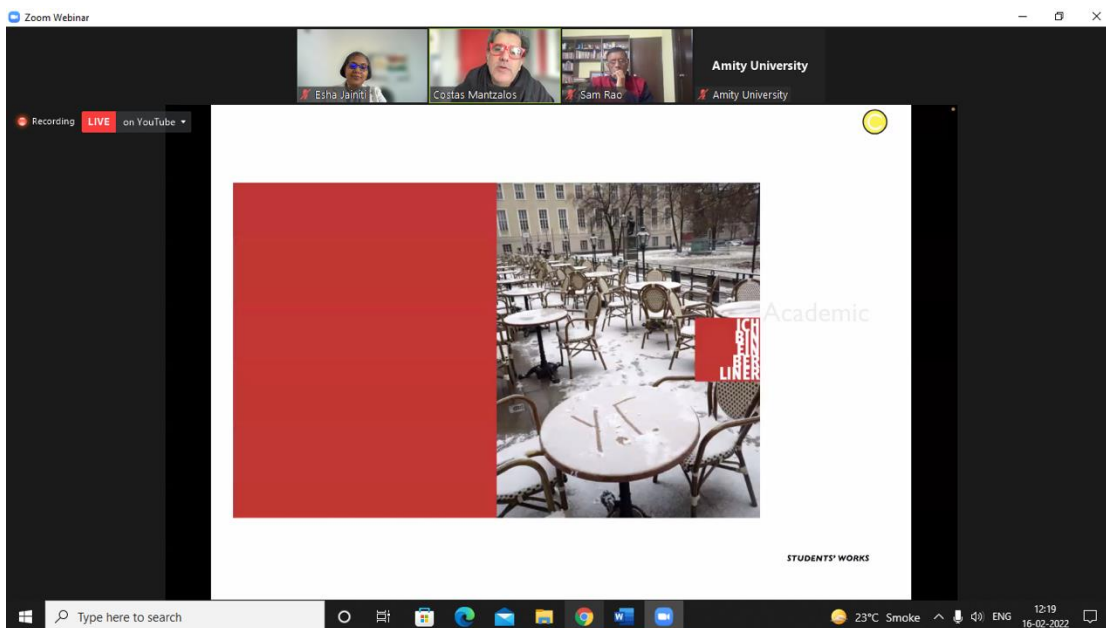 Zoom Webinar
Amity University
Esha Jainiti
Costas Mantzalos
Sam Rao
Amity University
Recording
LIVE on YouTube
C
Academic
ICH
BIN
EIN
BER
LINER
Y.C.
STUDENTS' WORKS
Type here to search
23°C Smoke
ENG
12:19
16-02-2022